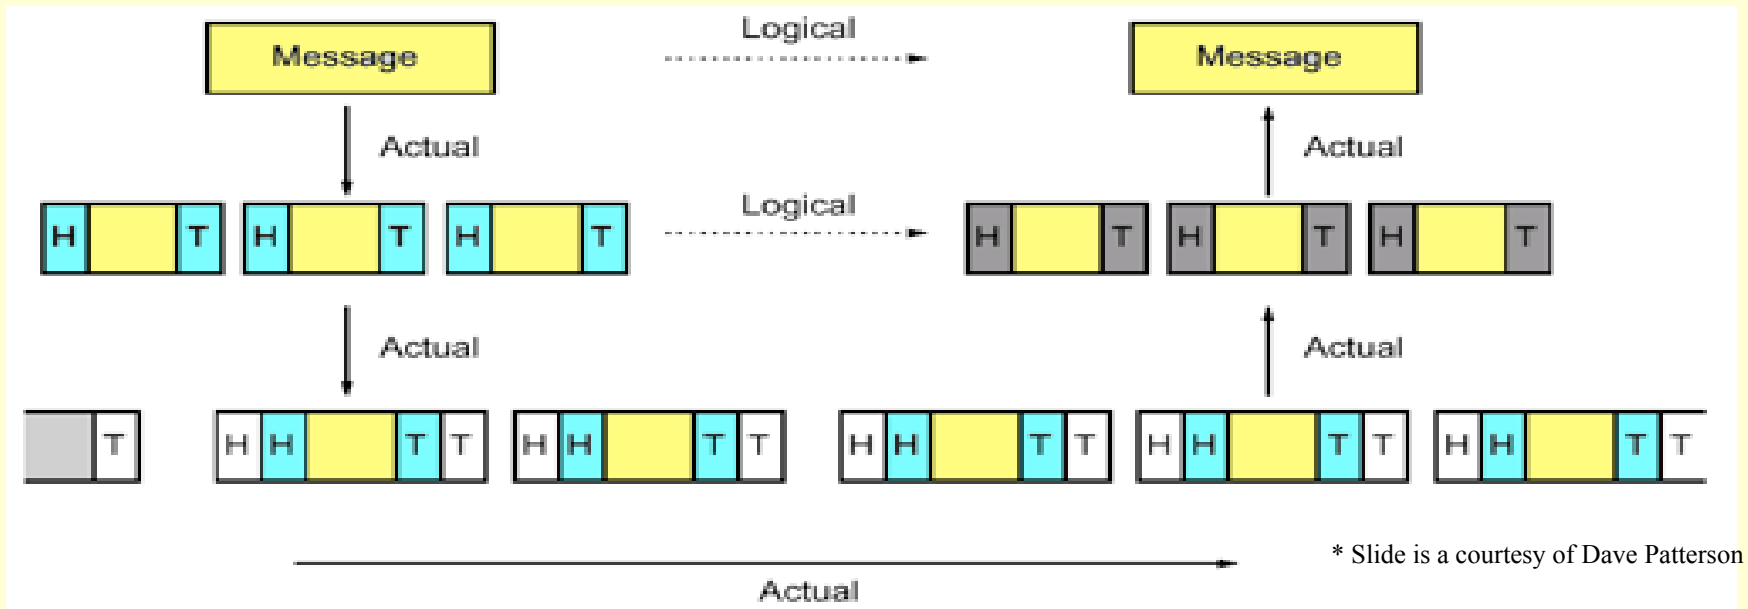 Logical
Message Message
Actual Actual
Logical
H T H T H T H T H T H T
Actual Actual
T H H T T H H T T H H T T H H T T H H T T
* Slide is a courtesy of Dave Patterson
Actual